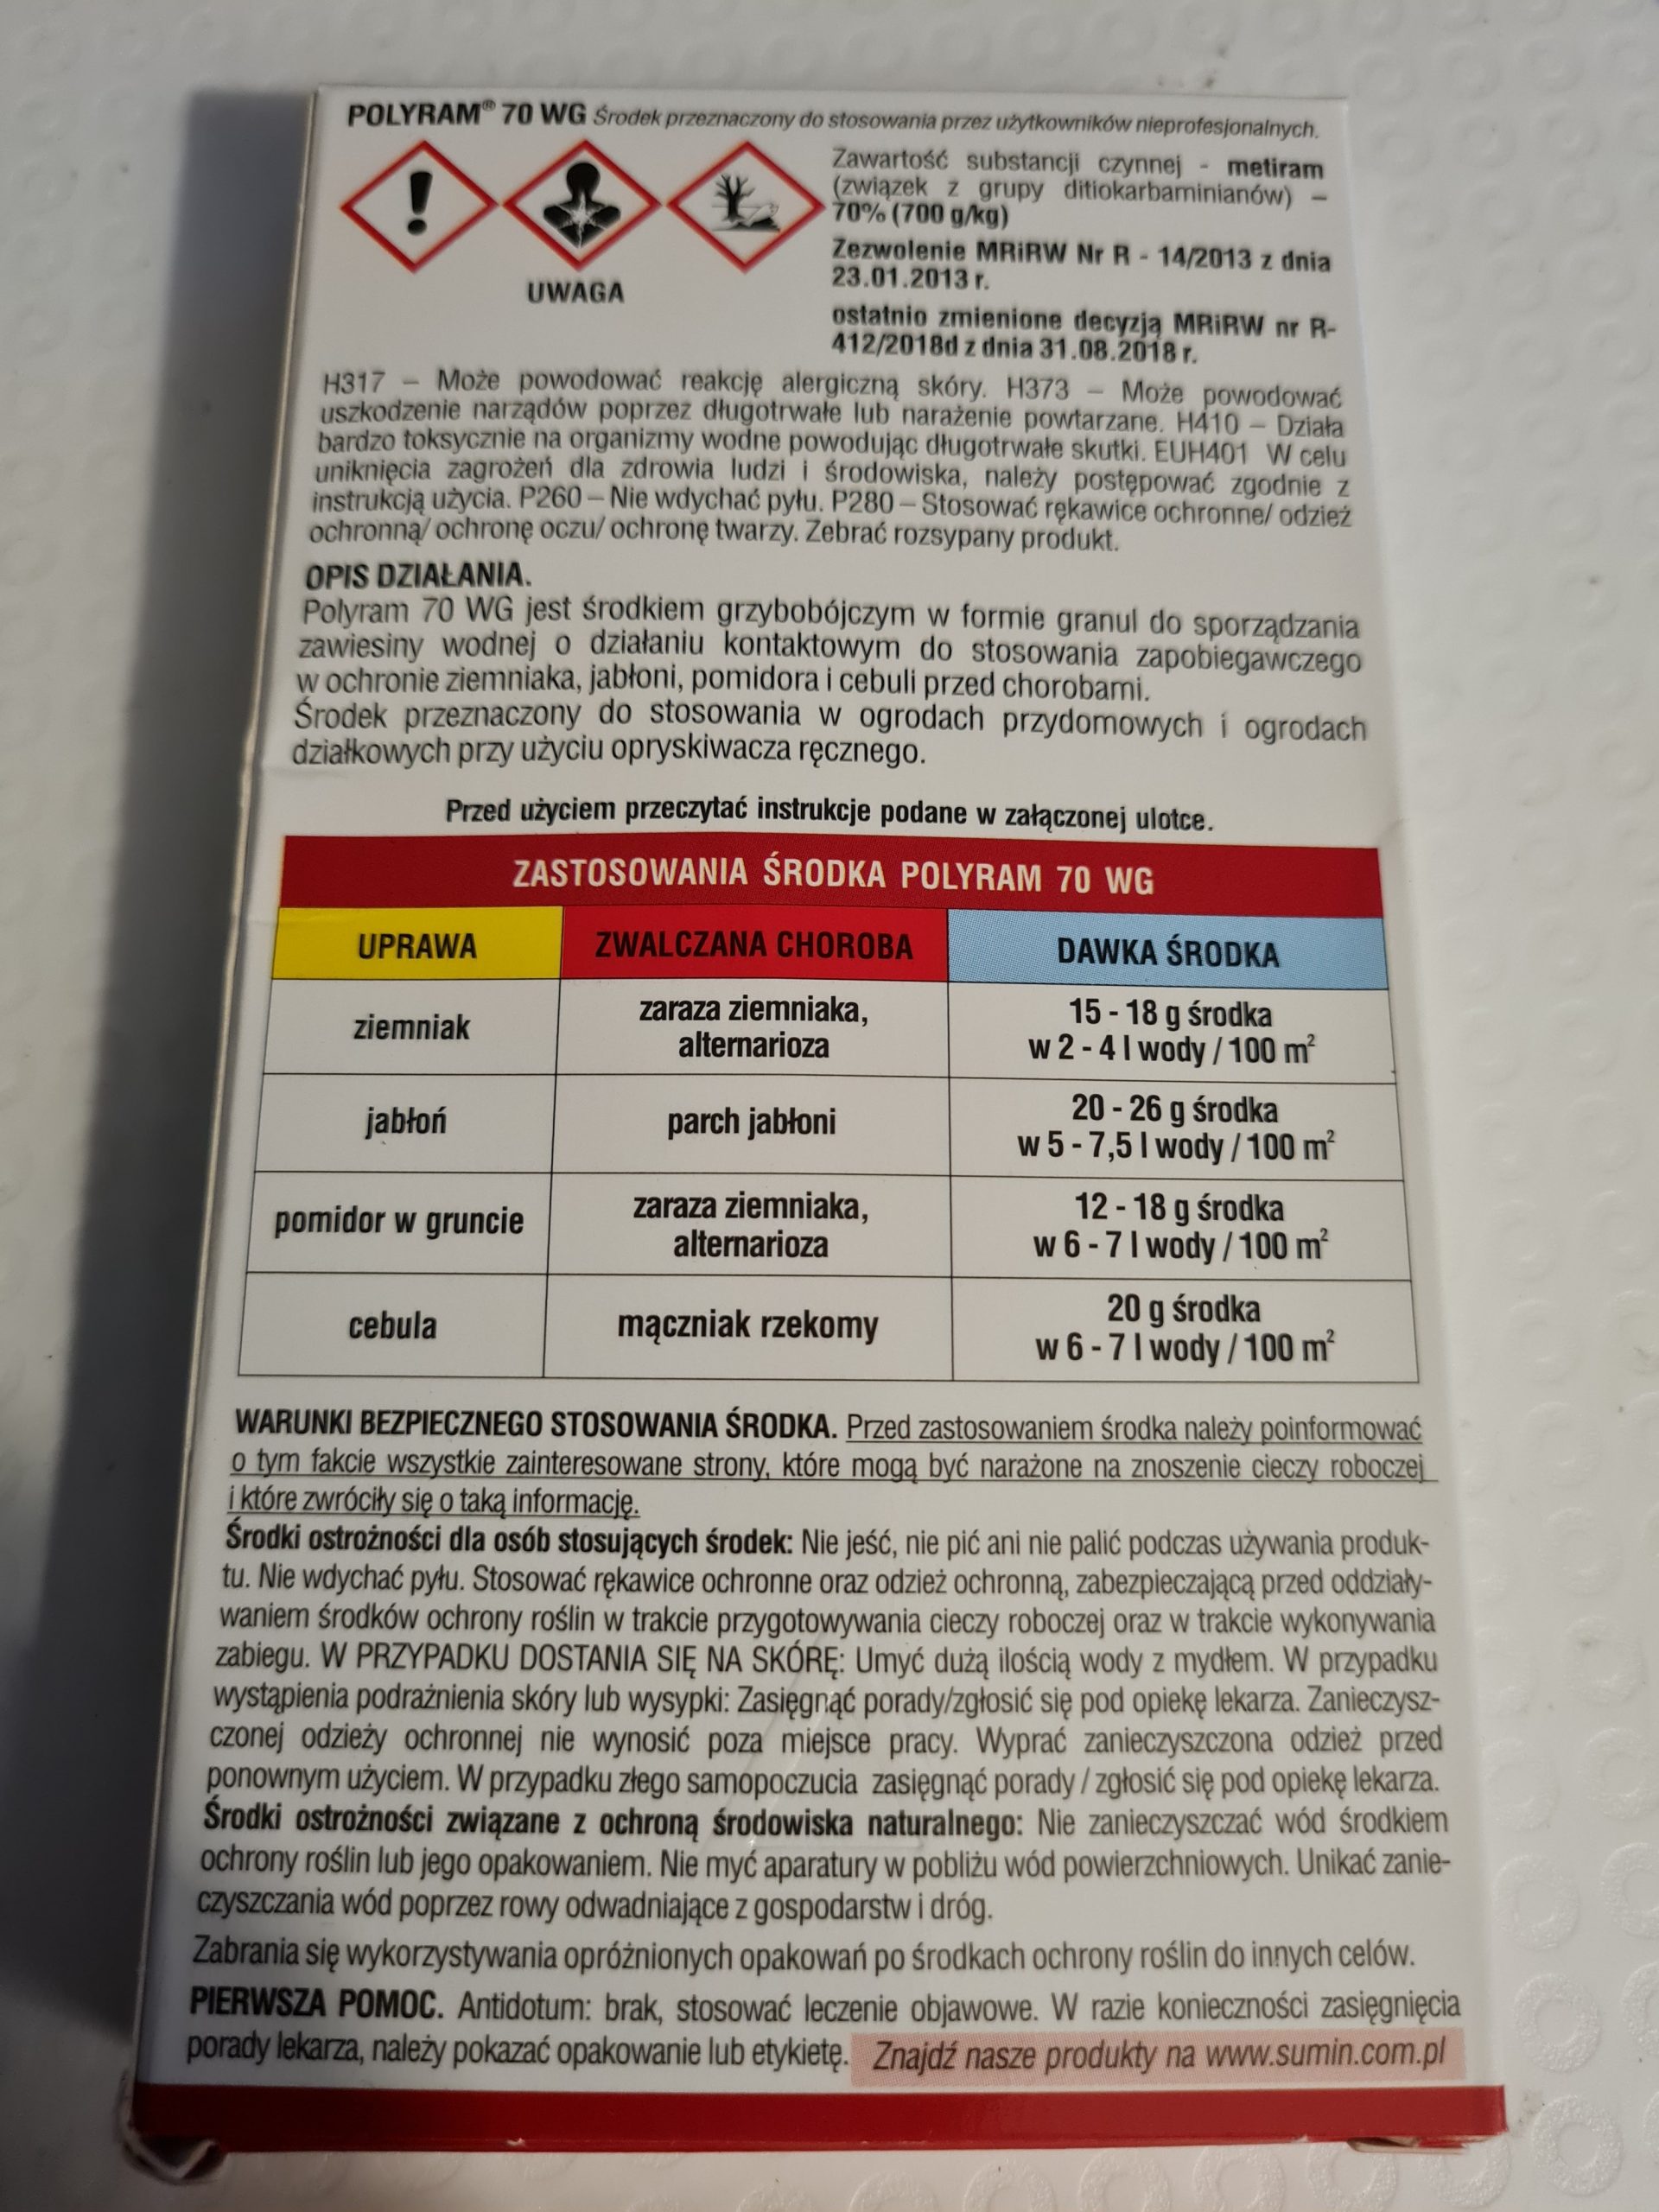 POLYRAM® 70 WG Środek przeznaczony do stosowania przez użytkowników nieprofesjonalnych.
UWAGA
Zawartość substancji czynnej - metiram
(związek z grupy ditiokarbaminianów) –
70% (700 g/kg)
Zezwolenie MRiRW Nr R - 14/2013 z dnia
23.01.2013 r.
ostatnio zmienione decyzją MRiRW nr R-
412/2018d z dnia 31.08.2018 r.
H317 – Może powodować reakcję alergiczną skóry. H373 – Może powodować
uszkodzenie narządów poprzez długotrwałe lub narażenie powtarzane. H410 – Działa
bardzo toksycznie na organizmy wodne powodując długotrwałe skutki. EUH401 W celu
uniknięcia zagrożeń dla zdrowia ludzi i środowiska, należy postępować zgodnie z
instrukcją użycia. P260 – Nie wdychać pyłu. P280 – Stosować rękawice ochronne/ odzież
ochronną/ ochronę oczu/ ochronę twarzy. Zebrać rozsypany produkt.
OPIS DZIAŁANIA.
Polyram 70 WG jest środkiem grzybobójczym w formie granul do sporządzania
zawiesiny wodnej o działaniu kontaktowym do stosowania zapobiegawczego
w ochronie ziemniaka, jabłoni, pomidora i cebuli przed chorobami.
Środek przeznaczony do stosowania w ogrodach przydomowych i ogrodach
działkowych przy użyciu opryskiwacza ręcznego.
Przed użyciem przeczytać instrukcje podane w załączonej ulotce.
ZASTOSOWANIA ŚRODKA POLYRAM 70 WG
UPRAWA ZWALCZANA CHOROBA DAWKA ŚRODKA
ziemniak
zaraza ziemniaka,
alternarioza
15 - 18 g środka
w 2 - 4 l wody / 100 m²
jabłoń
parch jabłoni
20 - 26 g środka
w 5 - 7,5 l wody / 100 m²
pomidor w gruncie
zaraza ziemniaka,
alternarioza
12 - 18 g środka
w 6 - 7 l wody / 100 m²
cebula
mączniak rzekomy
20 g środka
w 6 - 7 l wody / 100 m²
WARUNKI BEZPIECZNEGO STOSOWANIA ŚRODKA. Przed zastosowaniem środka należy poinformować
o tym fakcie wszystkie zainteresowane strony, które mogą być narażone na znoszenie cieczy roboczej
i które zwróciły się o taką informację.
Środki ostrożności dla osób stosujących środek: Nie jeść, nie pić ani nie palić podczas używania produk-
tu. Nie wdychać pyłu. Stosować rękawice ochronne oraz odzież ochronną, zabezpieczającą przed oddziały-
waniem środków ochrony roślin w trakcie przygotowywania cieczy roboczej oraz w trakcie wykonywania
zabiegu. W PRZYPADKU DOSTANIA SIĘ NA SKÓRĘ: Umyć dużą ilością wody z mydłem. W przypadku
wystąpienia podrażnienia skóry lub wysypki: Zasięgnąć porady/zgłosić się pod opiekę lekarza. Zanieczysz-
czonej odzieży ochronnej nie wynosić poza miejsce pracy. Wyprać zanieczyszczona odzież przed
ponownym użyciem. W przypadku złego samopoczucia zasięgnąć porady / zgłosić się pod opiekę lekarza.
Środki ostrożności związane z ochroną środowiska naturalnego: Nie zanieczyszczać wód środkiem
ochrony roślin lub jego opakowaniem. Nie myć aparatury w pobliżu wód powierzchniowych. Unikać zanie-
czyszczania wód poprzez rowy odwadniające z gospodarstw i dróg.
Zabrania się wykorzystywania opróżnionych opakowań po środkach ochrony roślin do innych celów.
PIERWSZA POMOC. Antidotum: brak, stosować leczenie objawowe. W razie konieczności zasięgnięcia
porady lekarza, należy pokazać opakowanie lub etykietę. Znajdź nasze produkty na www.sumin.com.pl